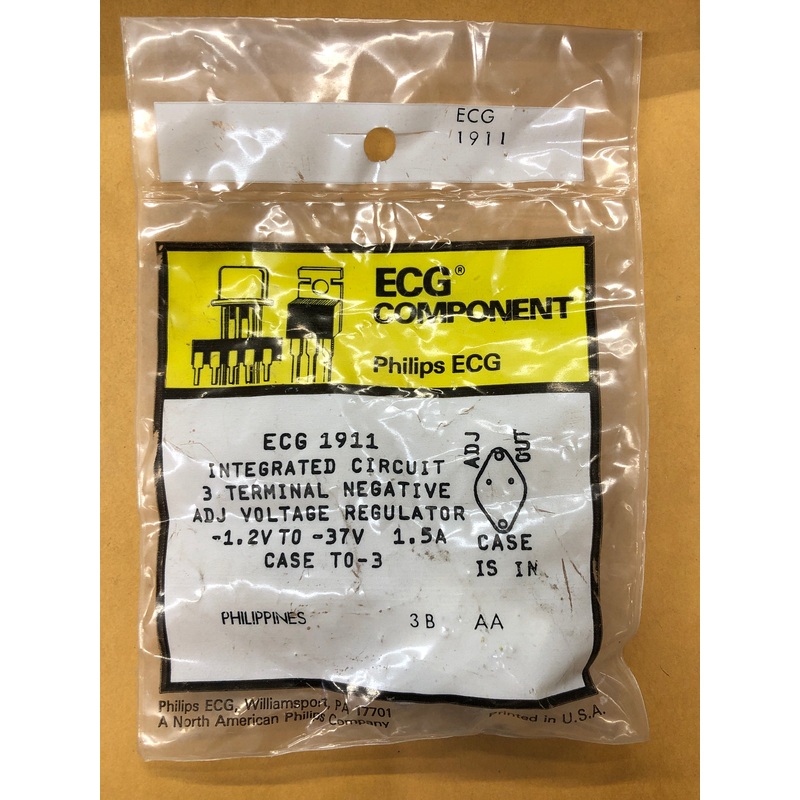 ECG
1911
ECG®
COMPONENT
Philips ECG
ECG 1911
INTEGRATED CIRCUIT
3 TERMINAL NEGATIVE
ADJ VOLTAGE REGULATOR
-1.2V TO -37V 1.5A
CASE TO-3
ADJ OUT
CASE
IS IN
PHILIPPINES 3B AA
Philips ECG, Williamsport, PA 17701
A North American Philips Company
Printed in U.S.A.